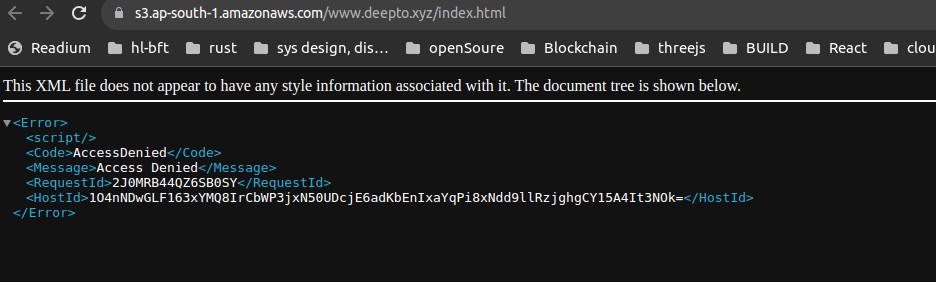 s3.ap-south-1.amazonaws.com/www.deepto.xyz/index.html
Readium hl-bft rust sys design, dis... openSoure Blockchain threejs BUILD React clou
This XML file does not appear to have any style information associated with it. The document tree is shown below.
▼<Error>
<script/>
<Code>AccessDenied</Code>
<Message>Access Denied</Message>
<RequestId>2J0MRB44QZ6SB0SY</RequestId>
<HostId>1O4nNDwGLF163xYMQ8IrCbWP3jxN50UDcjE6adKbEnIxaYqPi8xNdd9llRzjghgCY15A4It3NOk=</HostId>
</Error>